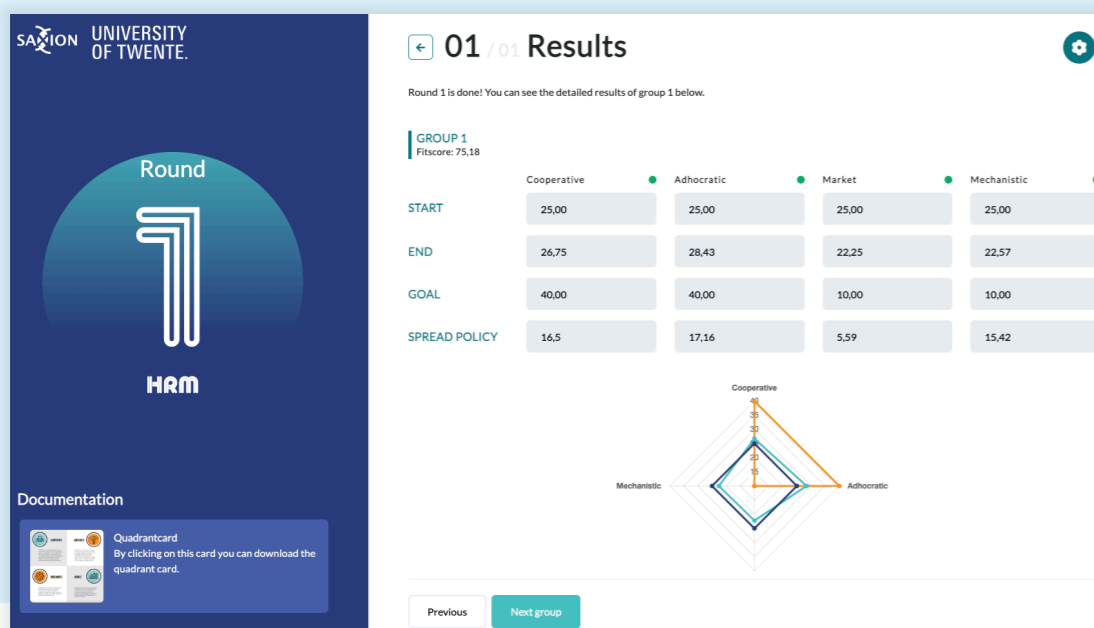 SAXION UNIVERSITY
OF TWENTE.
Round
1
HRM
Documentation
Quadrantcard
By clicking on this card you can download the
quadrant card.
01 / 01 Results
Round 1 is done! You can see the detailed results of group 1 below.
GROUP 1
Fitscore: 75,18
Cooperative Adhocratic Market Mechanistic
START 25,00 25,00 25,00 25,00
END 26,75 28,43 22,25 22,57
GOAL 40,00 40,00 10,00 10,00
SPREAD POLICY 16,5 17,16 5,59 15,42
Cooperative
40
35
30
20
15
Mechanistic Adhocratic
Previous Next group